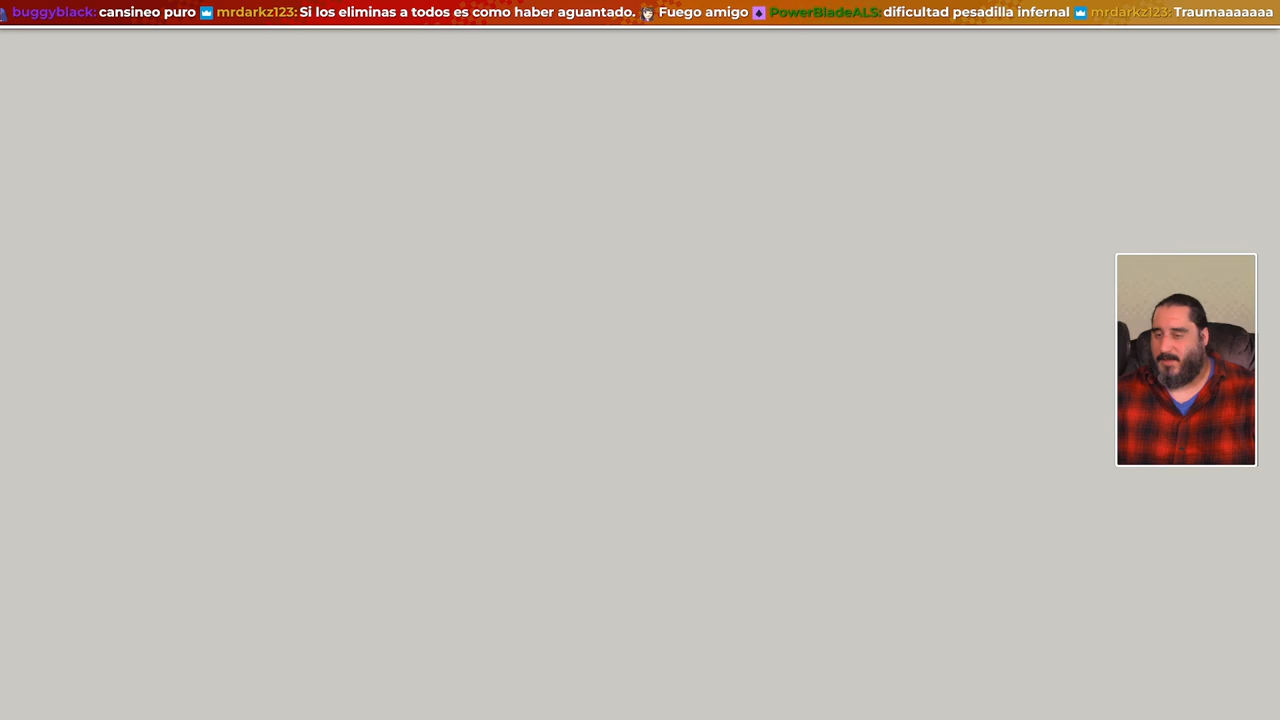 buggyblack: cansineo puro mrdarkz123: Si los eliminas a todos es como haber aguantado. Fuego amigo PowerBladeALS: dificultad pesadilla infernal mrdarkz123: Traumaaaaaaa